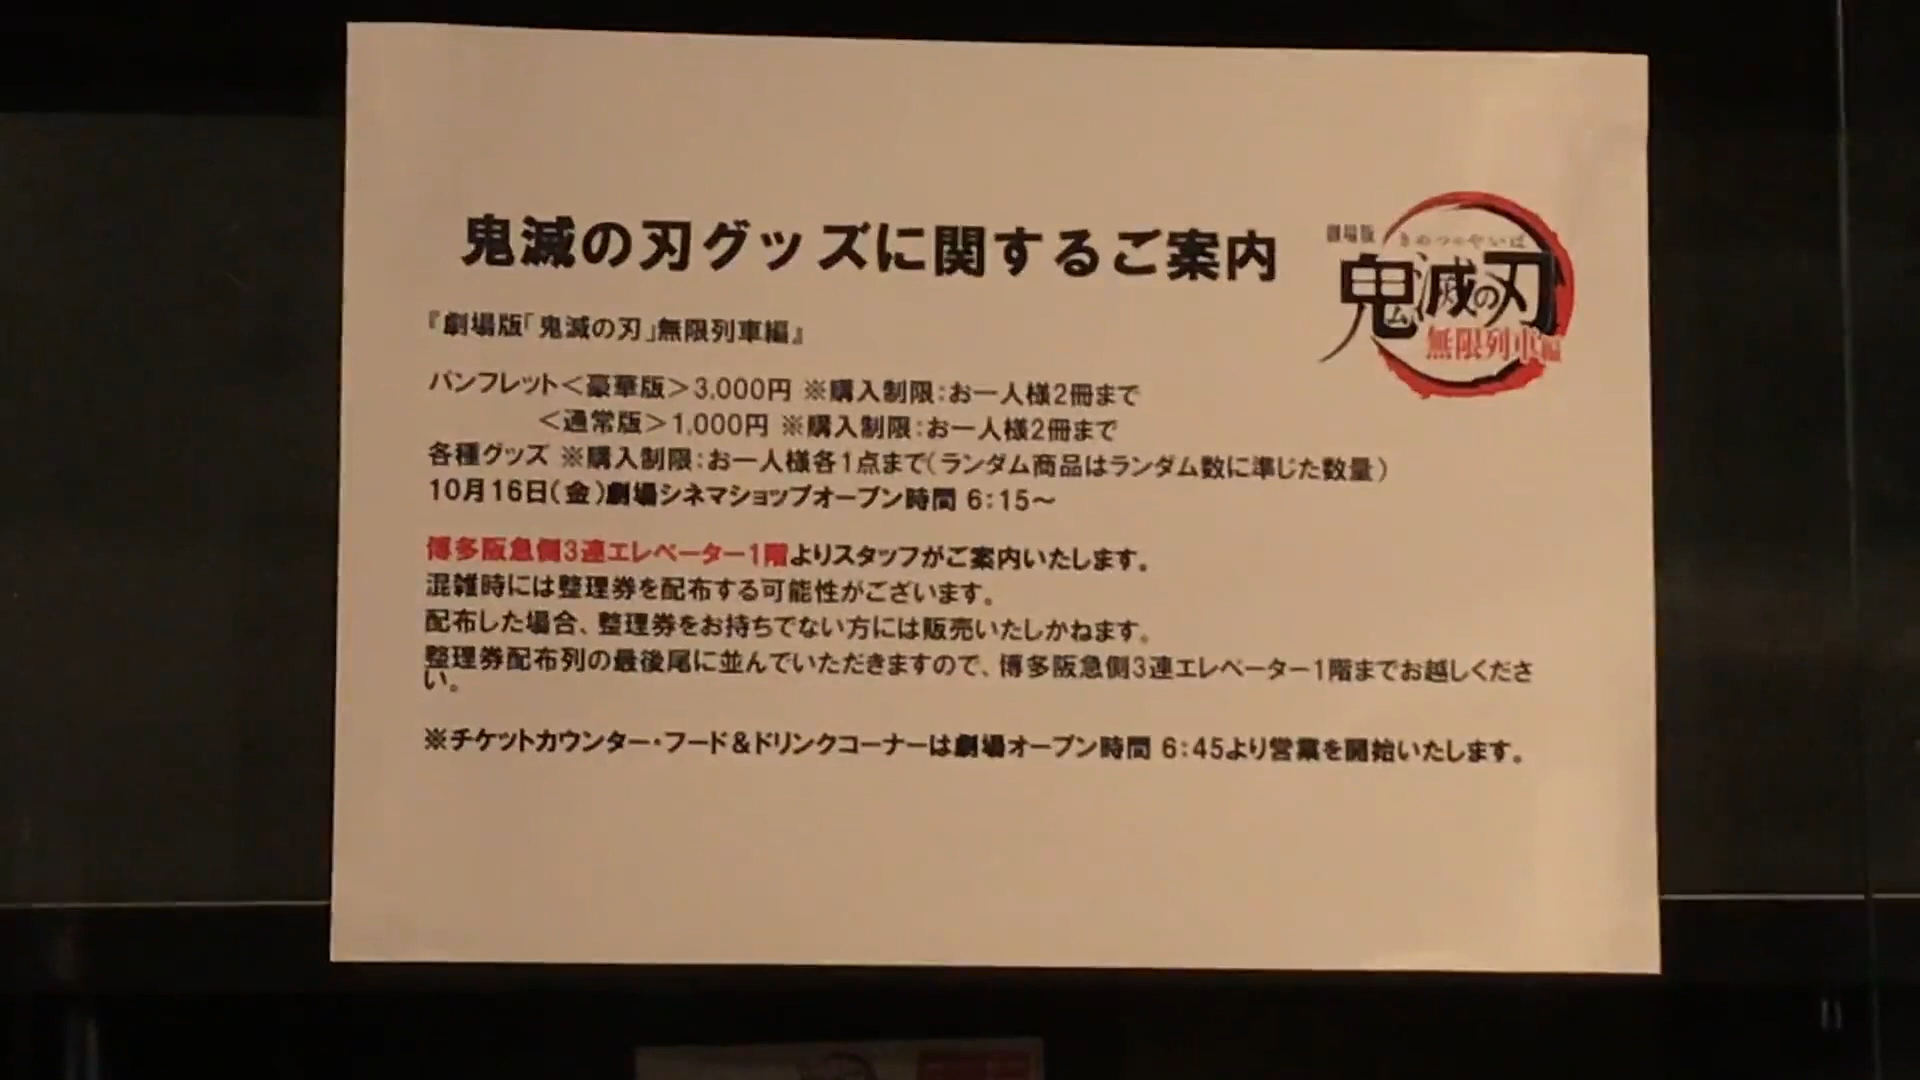 鬼滅の刃グッズに関するご案内
劇場版 きめつのやいば
鬼滅の刃
無限列車編
『劇場版「鬼滅の刃」無限列車編』
パンフレット＜豪華版＞3,000円 ※購入制限：お一人様2冊まで
＜通常版＞1,000円 ※購入制限：お一人様2冊まで
各種グッズ ※購入制限：お一人様各1点まで（ランダム商品はランダム数に準じた数量）
10月16日（金）劇場シネマショップオープン時間 6：15～
博多阪急側3連エレベーター1階よりスタッフがご案内いたします。
混雑時には整理券を配布する可能性がございます。
配布した場合、整理券をお持ちでない方には販売いたしかねます。
整理券配布列の最後尾に並んでいただきますので、博多阪急側3連エレベーター1階までお越しくださ
い。
※チケットカウンター・フード＆ドリンクコーナーは劇場オープン時間 6：45より営業を開始いたします。